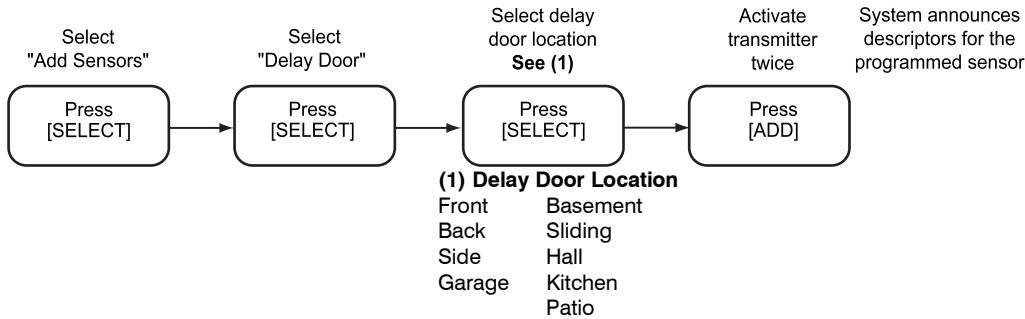 Select
"Add Sensors"
Press
[SELECT]
Select
"Delay Door"
Press
[SELECT]
Select delay
door location
See (1)
Press
[SELECT]
Activate
transmitter
twice
Press
[ADD]
System announces
descriptors for the
programmed sensor
(1) Delay Door Location
Front Basement
Back Sliding
Side Hall
Garage Kitchen
Patio